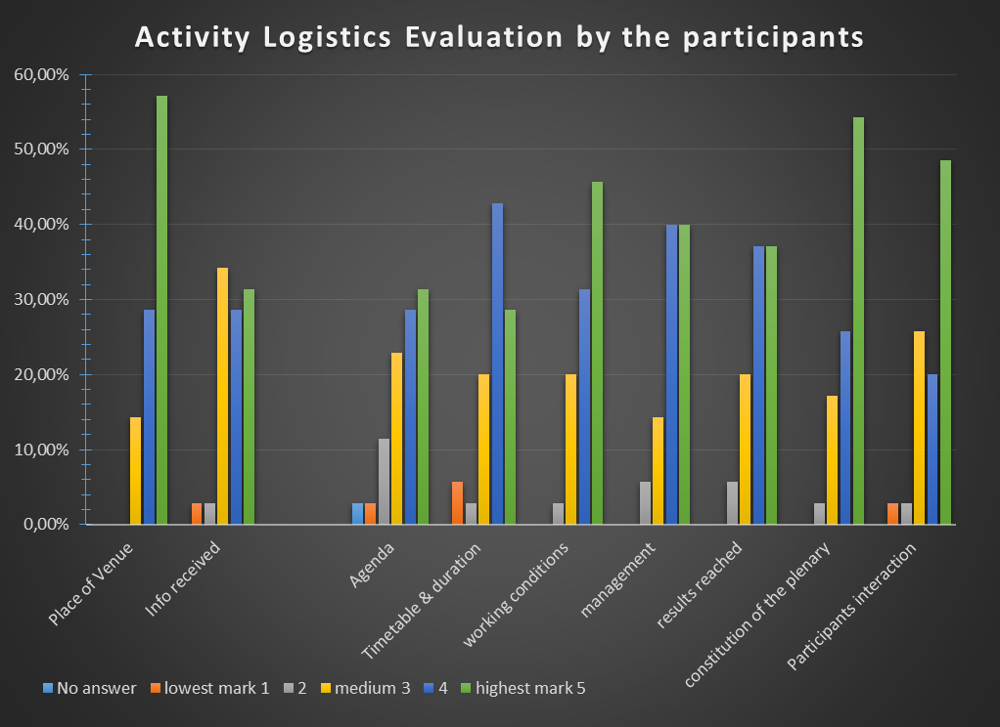 Activity Logistics Evaluation by the participants
60,00%
50,00%
40,00%
30,00%
20,00%
10,00%
0,00%
Place of Venue
Info received
Agenda
Timetable & duration
working conditions
management
results reached
constitution of the plenary
Participants interaction
No answer lowest mark 1 2 medium 3 4 highest mark 5